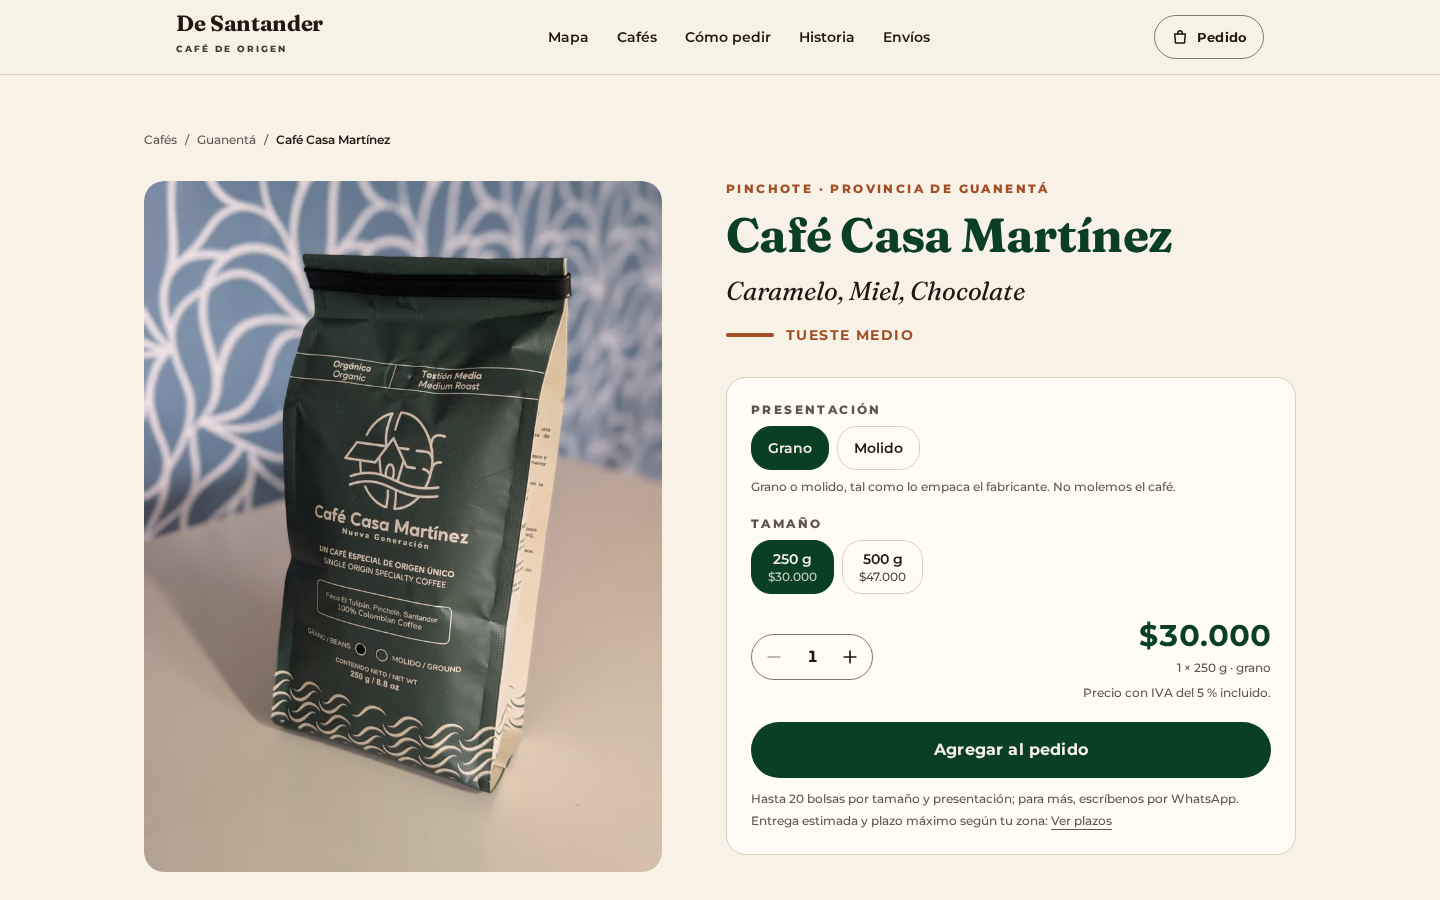 De Santander
CAFÉ DE ORIGEN
Mapa
Cafés
Cómo pedir
Historia
Envíos
Pedido
Cafés / Guanentá / Café Casa Martínez
PINCHOTE · PROVINCIA DE GUANENTÁ
Café Casa Martínez
Caramelo, Miel, Chocolate
TUESTE MEDIO
PRESENTACIÓN
Grano
Molido
Grano o molido, tal como lo empaca el fabricante. No molemos el café.
TAMAÑO
250 g
$30.000
500 g
$47.000
1
$30.000
1 × 250 g · grano
Precio con IVA del 5 % incluido.
Agregar al pedido
Hasta 20 bolsas por tamaño y presentación; para más, escríbenos por WhatsApp.
Entrega estimada y plazo máximo según tu zona: Ver plazos
Orgánico
Organic
Tostión Media
Medium Roast
Café Casa Martínez
Nueva Generación
UN CAFÉ ESPECIAL DE ORIGEN ÚNICO
SINGLE ORIGIN SPECIALTY COFFEE
Finca El Tulipán, Pinchote, Santander
100% Colombian Coffee
GRANO / BEANS
MOLIDO / GROUND
CONTENIDO NETO / NET WT
250 g / 8.8 oz